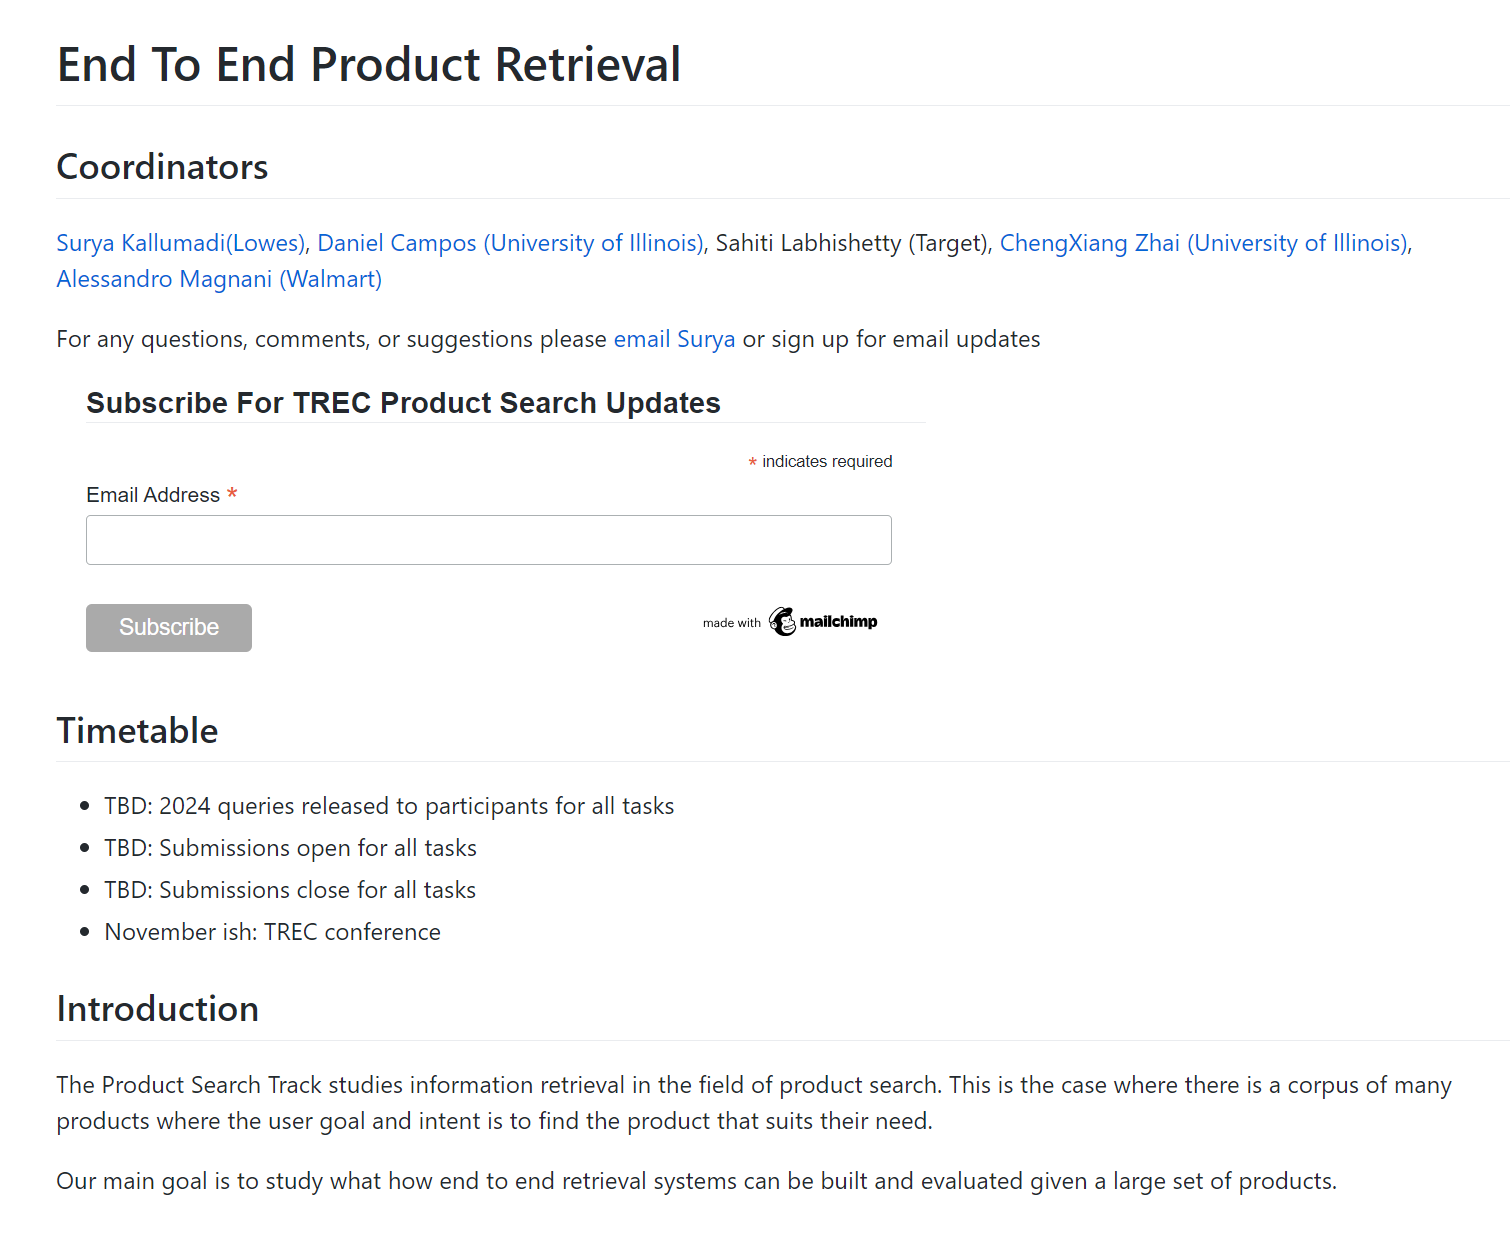 End To End Product Retrieval
Coordinators
Surya Kallumadi(Lowes), Daniel Campos (University of Illinois), Sahiti Labhishetty (Target), ChengXiang Zhai (University of Illinois),
Alessandro Magnani (Walmart)
For any questions, comments, or suggestions please email Surya or sign up for email updates
Subscribe For TREC Product Search Updates
* indicates required
Email Address *
Subscribe
made with mailchimp
Timetable
• TBD: 2024 queries released to participants for all tasks
• TBD: Submissions open for all tasks
• TBD: Submissions close for all tasks
• November ish: TREC conference
Introduction
The Product Search Track studies information retrieval in the field of product search. This is the case where there is a corpus of many
products where the user goal and intent is to find the product that suits their need.
Our main goal is to study what how end to end retrieval systems can be built and evaluated given a large set of products.